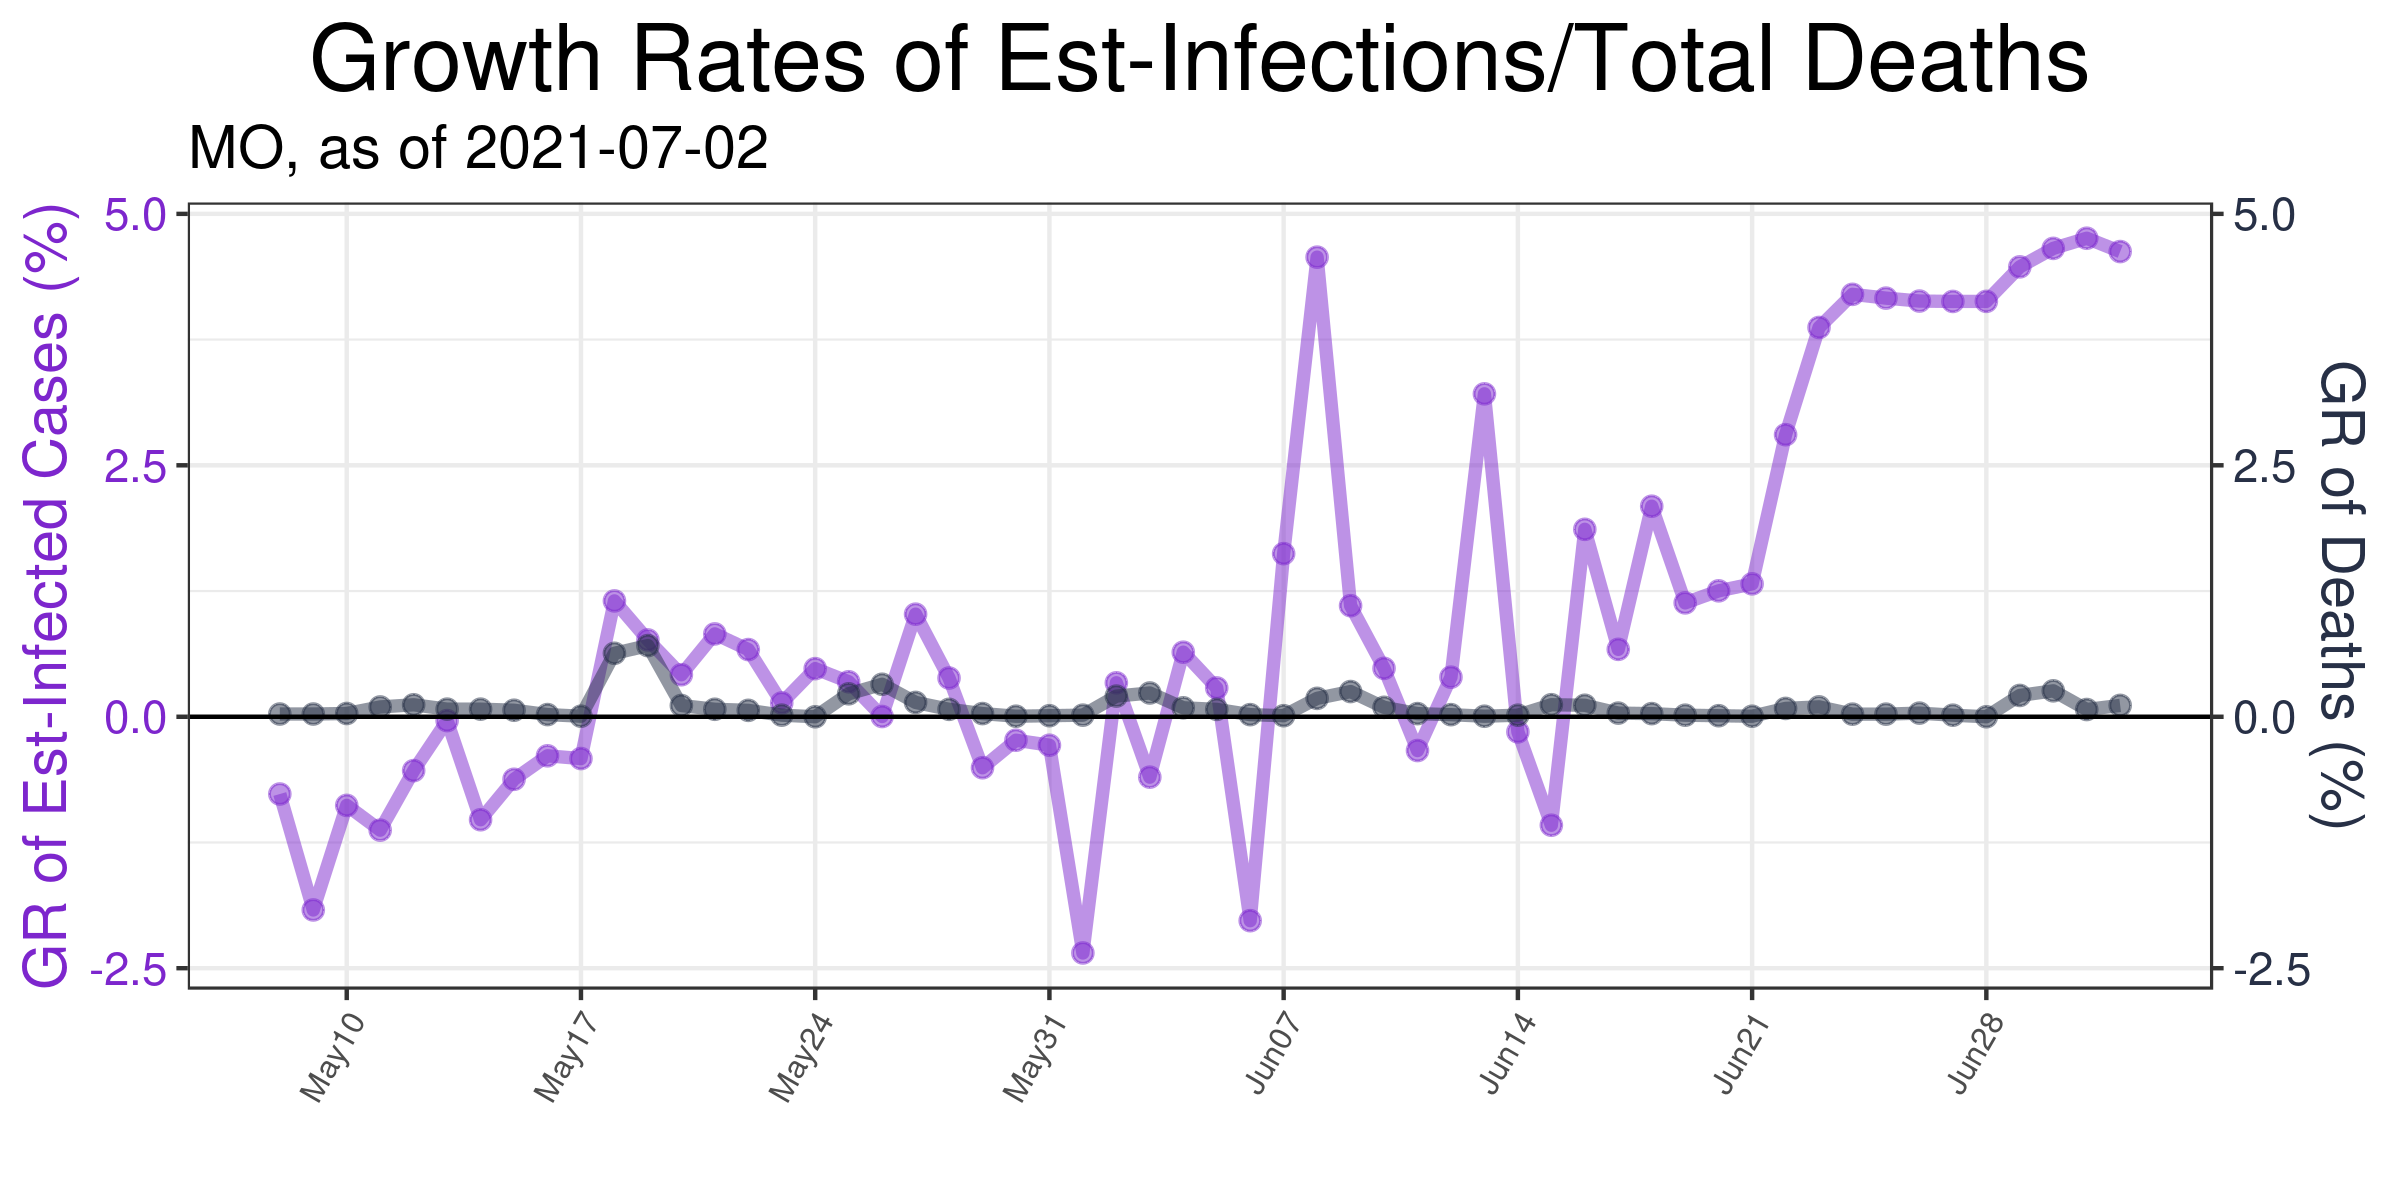 Growth Rates of Est-Infections/Total Deaths
MO, as of 2021-07-02
GR of Est-Infected Cases (%)
5.0
2.5
0.0
-2.5
5.0
2.5
0.0
-2.5
GR of Deaths (%)
May10
May17
May24
May31
Jun07
Jun14
Jun21
Jun28